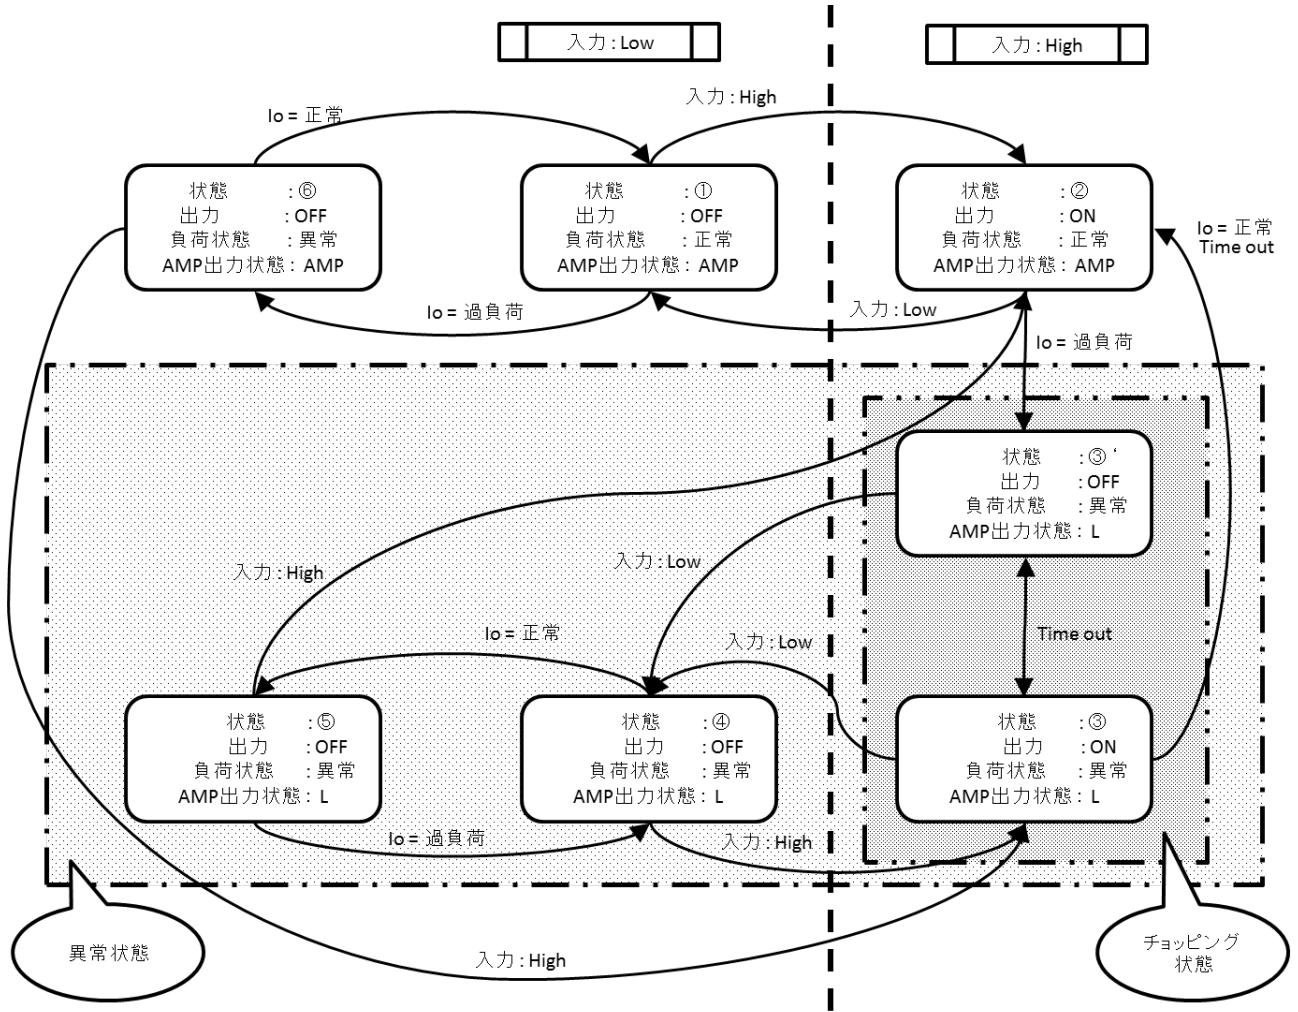 入力 : Low
入力 : High
Io = 正常
入力 : High
状態 : ⑥
出力 : OFF
負荷状態 : 異常
AMP出力状態 : AMP
状態 : ①
出力 : OFF
負荷状態 : 正常
AMP出力状態 : AMP
状態 : ②
出力 : ON
負荷状態 : 正常
AMP出力状態 : AMP
Io = 正常
Time out
Io = 過負荷
入力 : Low
Io = 過負荷
状態 : ③ '
出力 : OFF
負荷状態 : 異常
AMP出力状態 : L
入力 : High
入力 : Low
Io = 正常
入力 : Low
Time out
状態 : ⑤
出力 : OFF
負荷状態 : 異常
AMP出力状態 : L
状態 : ④
出力 : OFF
負荷状態 : 異常
AMP出力状態 : L
状態 : ③
出力 : ON
負荷状態 : 異常
AMP出力状態 : L
Io = 過負荷
入力 : High
異常状態
入力 : High
チョッピング
状態